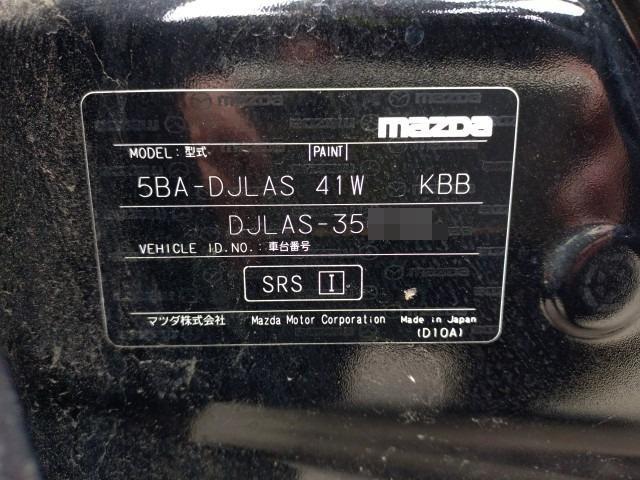 mazda
MODEL:型式 PAINT
5BA-DJLAS 41W KBB
DJLAS-35
VEHICLE ID.NO.:車台番号
SRS I
マツダ株式会社 Mazda Motor Corporation Made in Japan
(D10A)